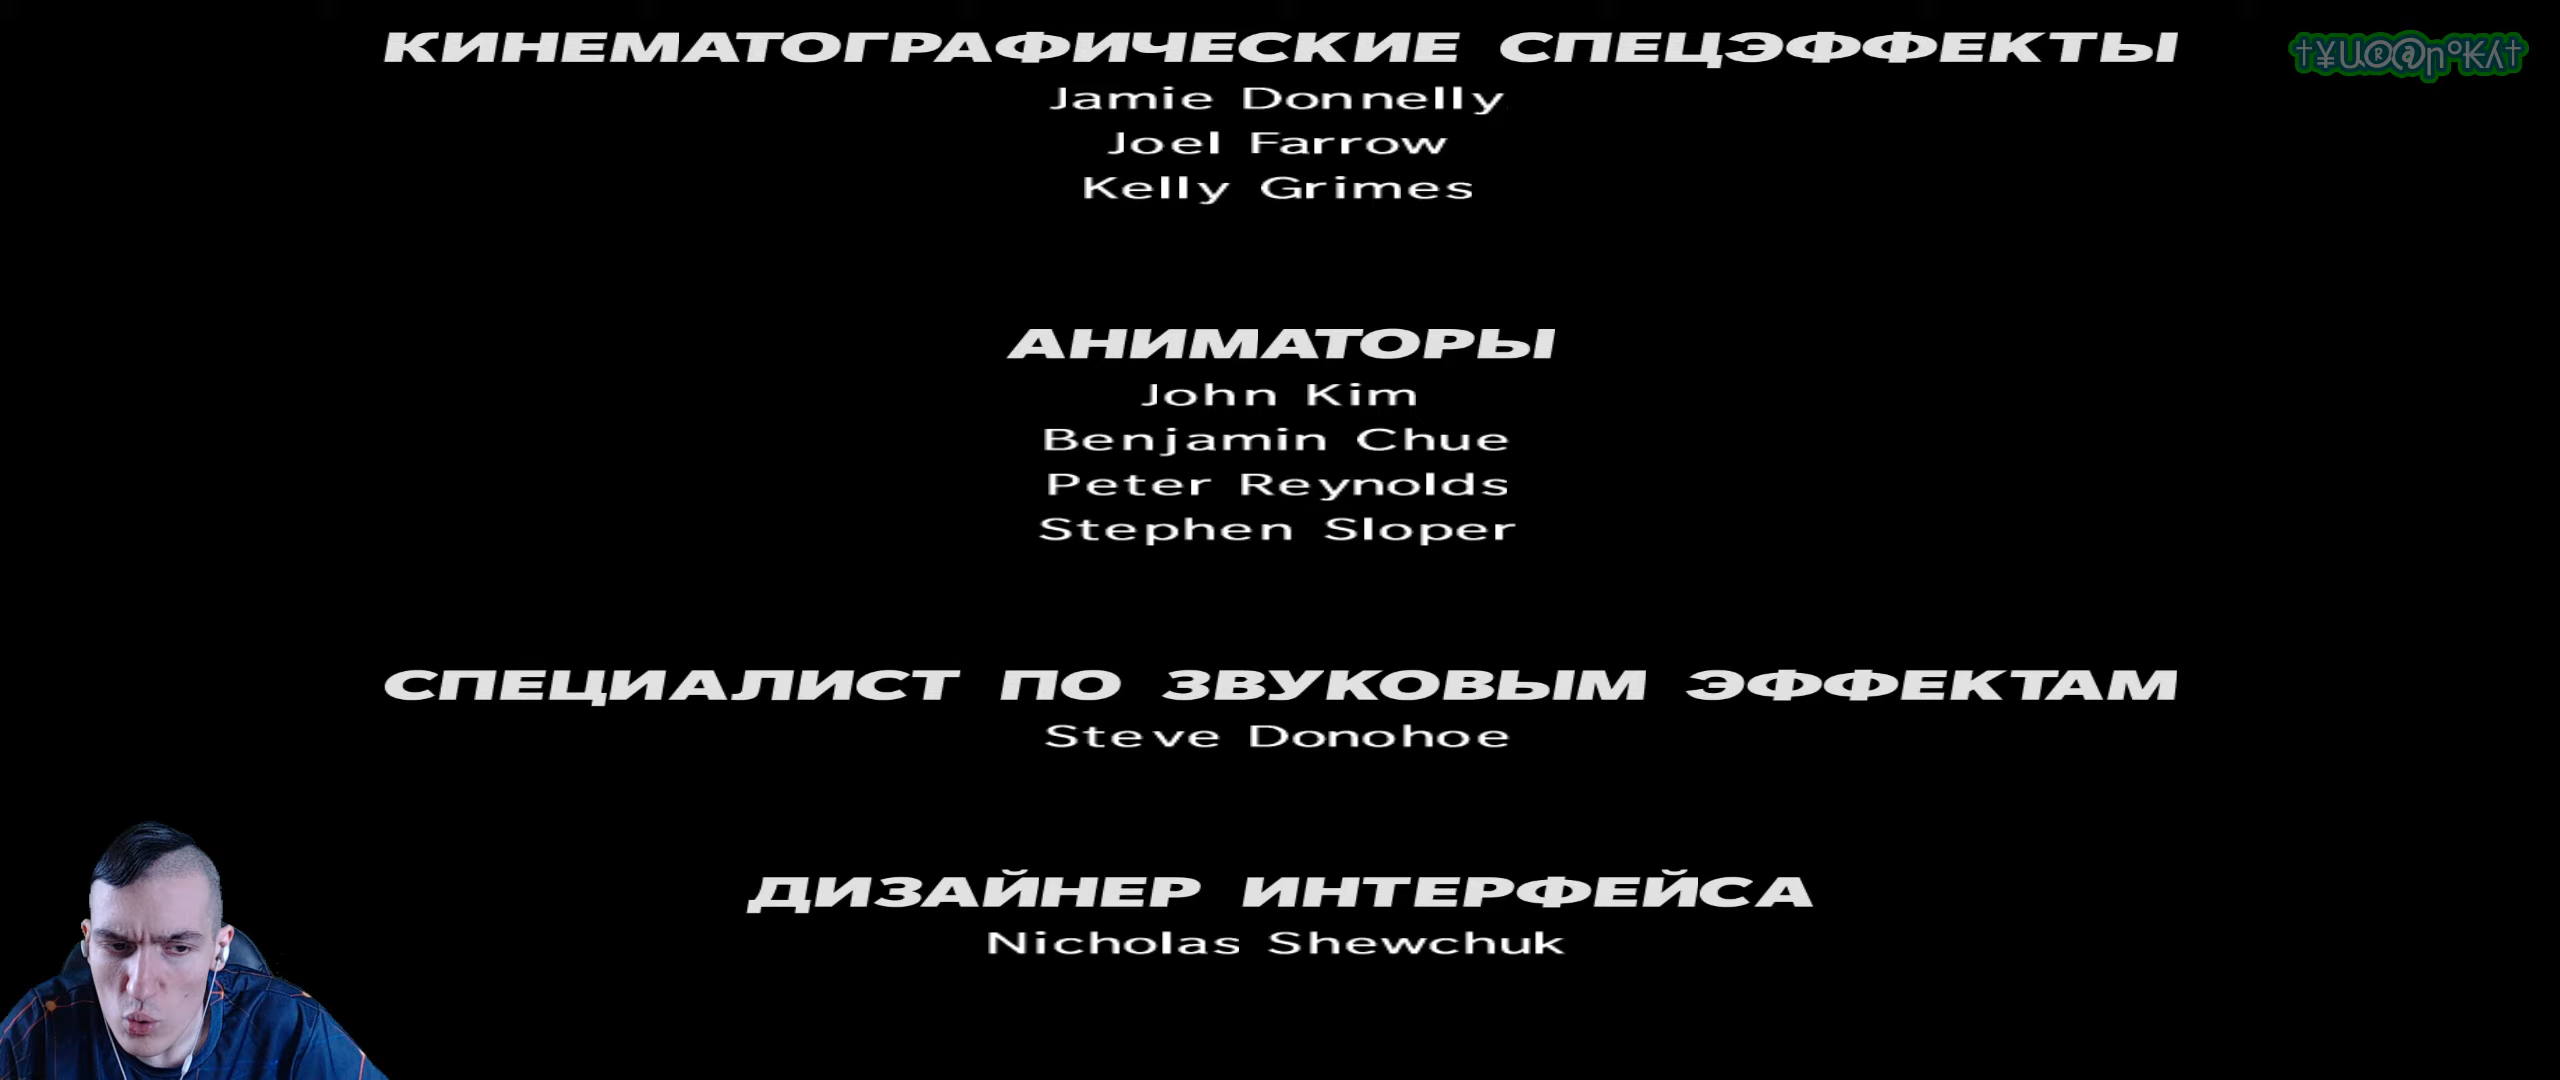 КИНЕМАТОГРАФИЧЕСКИЕ СПЕЦЭФФЕКТЫ
Jamie Donnelly
Joel Farrow
Kelly Grimes
АНИМАТОРЫ
John Kim
Benjamin Chue
Peter Reynolds
Stephen Sloper
СПЕЦИАЛИСТ ПО ЗВУКОВЫМ ЭФФЕКТАМ
Steve Donohoe
ДИЗАЙНЕР ИНТЕРФЕЙСА
Nicholas Shewchuk